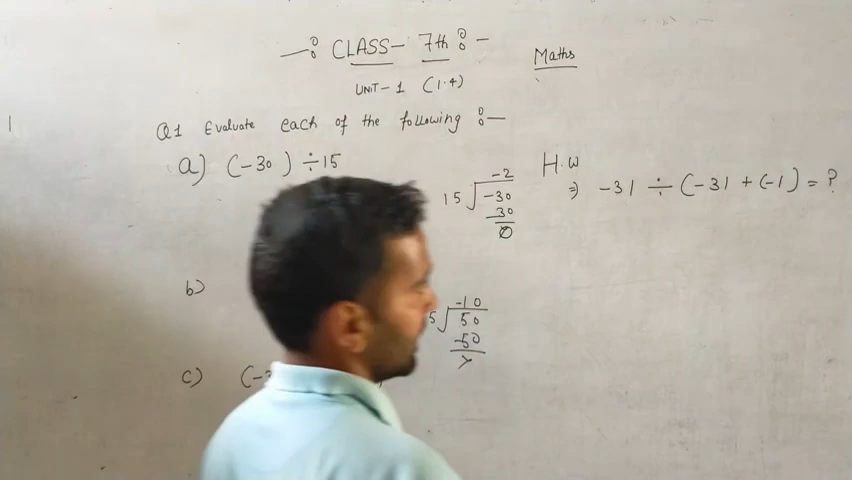 CLASS- 7th
Maths
UNIT-1 (1.4)
Q1 Evaluate each of the following :-
a) (-30) ÷ 15
-2
15 -30
30
0
H.W
⇒ -31 ÷ (-31 + (-1) = ?
b)
-10
5 50
-50
c) (-3